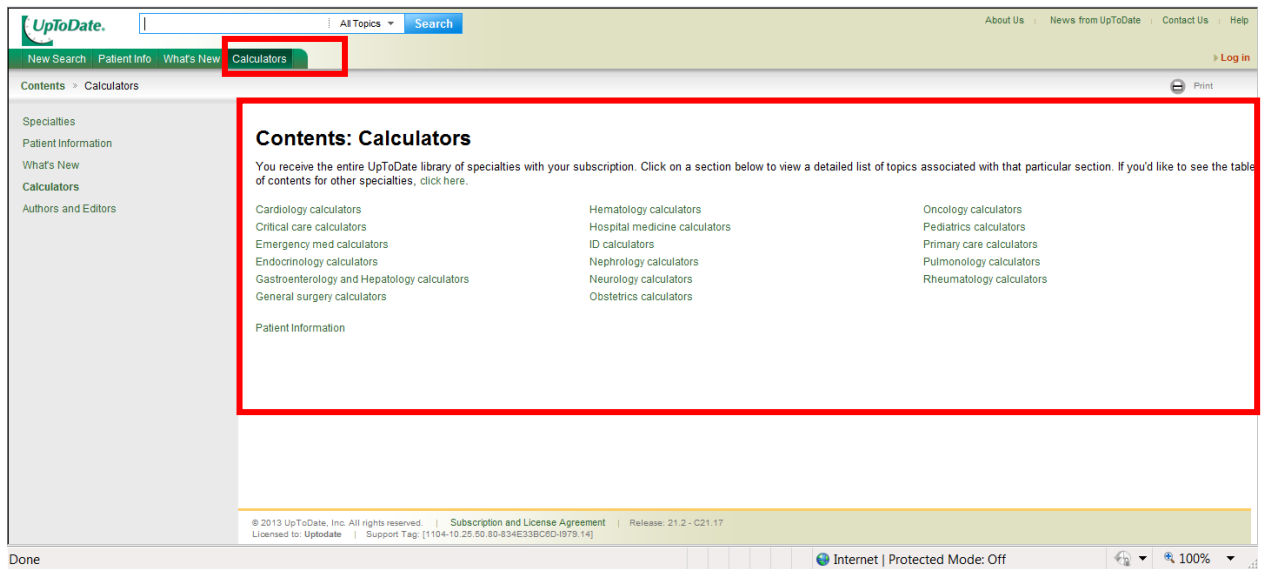 UpToDate. All Topics Search About Us News from UpToDate Contact Us Help
New Search Patient Info What's New Calculators Log in
Contents » Calculators Print
Specialties
Patient Information
What's New
Calculators
Authors and Editors
Contents: Calculators
You receive the entire UpToDate library of specialties with your subscription. Click on a section below to view a detailed list of topics associated with that particular section. If you'd like to see the table
of contents for other specialties, click here.
Cardiology calculators
Critical care calculators
Emergency med calculators
Endocrinology calculators
Gastroenterology and Hepatology calculators
General surgery calculators
Hematology calculators
Hospital medicine calculators
ID calculators
Nephrology calculators
Neurology calculators
Obstetrics calculators
Oncology calculators
Pediatrics calculators
Primary care calculators
Pulmonology calculators
Rheumatology calculators
Patient Information
© 2013 UpToDate, Inc. All rights reserved. | Subscription and License Agreement | Release: 21.2 - C21.17
Licensed to: Uptodate | Support Tag: [1104-10.25.50.80-834E33BC6D-I979.14]
Done Internet | Protected Mode: Off 100%